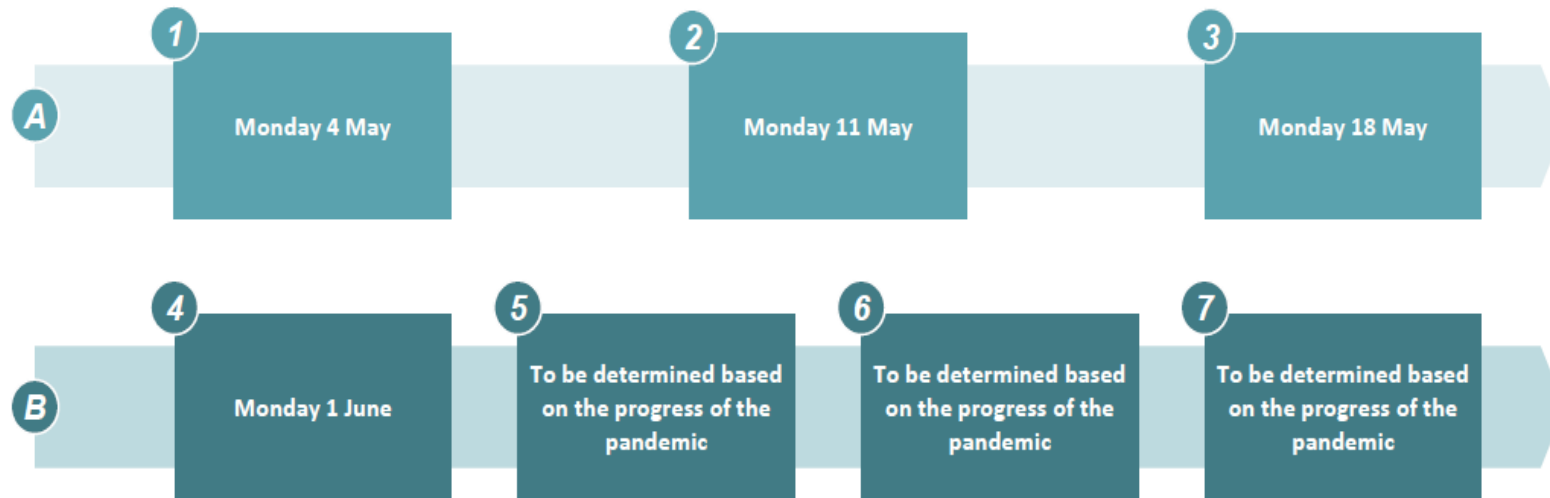 1
2
3
A
Monday 4 May
Monday 11 May
Monday 18 May
4
5
6
7
B
Monday 1 June
To be determined based
on the progress of the
pandemic
To be determined based
on the progress of the
pandemic
To be determined based
on the progress of the
pandemic